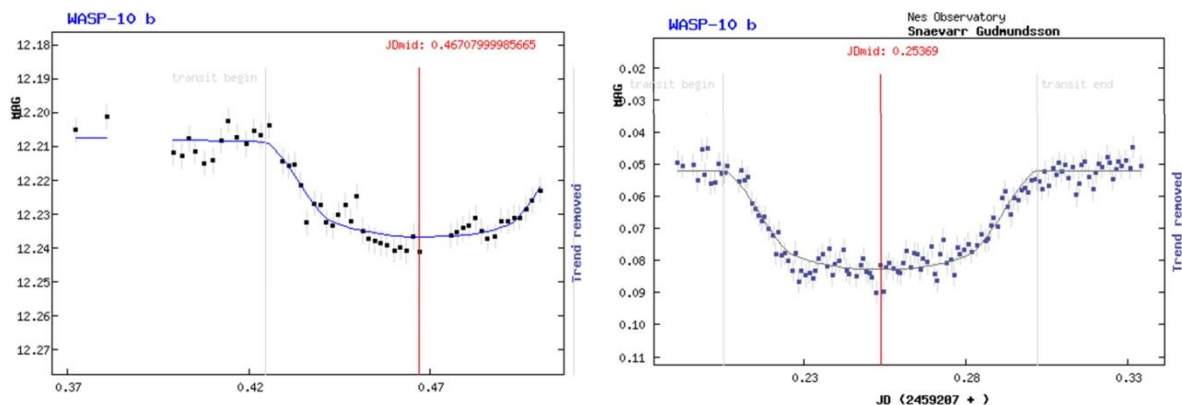 WASP-10 b
JDmid: 0.46707999985665
12.18
12.19
12.20
12.21
12.22
12.23
12.24
12.25
12.26
12.27
MAG
transit begin
Trend removed
0.37
0.42
0.47
WASP-10 b
Nes Observatory
Snaevarr Gudmundsson
JDmid: 0.25369
0.02
0.03
0.04
0.05
0.06
0.07
0.08
0.09
0.10
0.11
MAG
transit begin
transit end
Trend removed
0.23
0.28
0.33
JD (2459207 + )